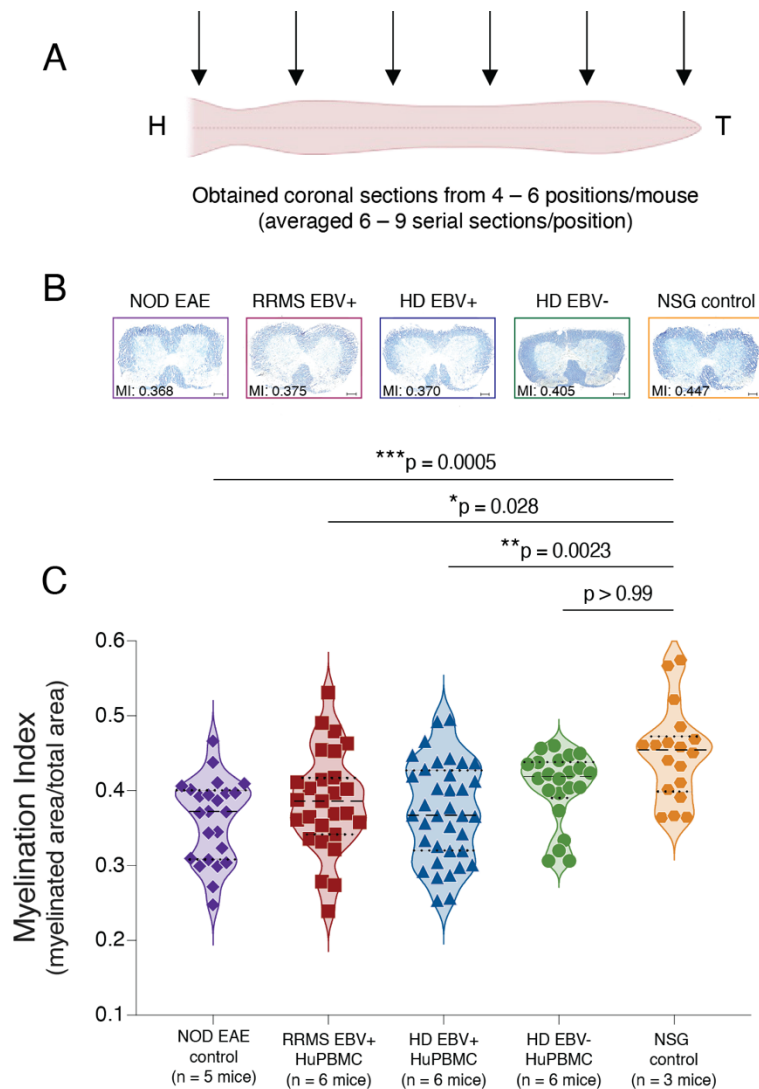 A
H
T
Obtained coronal sections from 4 – 6 positions/mouse
(averaged 6 – 9 serial sections/position)
B
NOD EAE
RRMS EBV+
HD EBV+
HD EBV-
NSG control
MI: 0.368
MI: 0.375
MI: 0.370
MI: 0.405
MI: 0.447
***p = 0.0005
*p = 0.028
**p = 0.0023
p > 0.99
C
Myelination Index
(myelinated area/total area)
0.6
0.5
0.4
0.3
0.2
0.1
NOD EAE
control
(n = 5 mice)
RRMS EBV+
HuPBMC
(n = 6 mice)
HD EBV+
HuPBMC
(n = 6 mice)
HD EBV-
HuPBMC
(n = 6 mice)
NSG
control
(n = 3 mice)